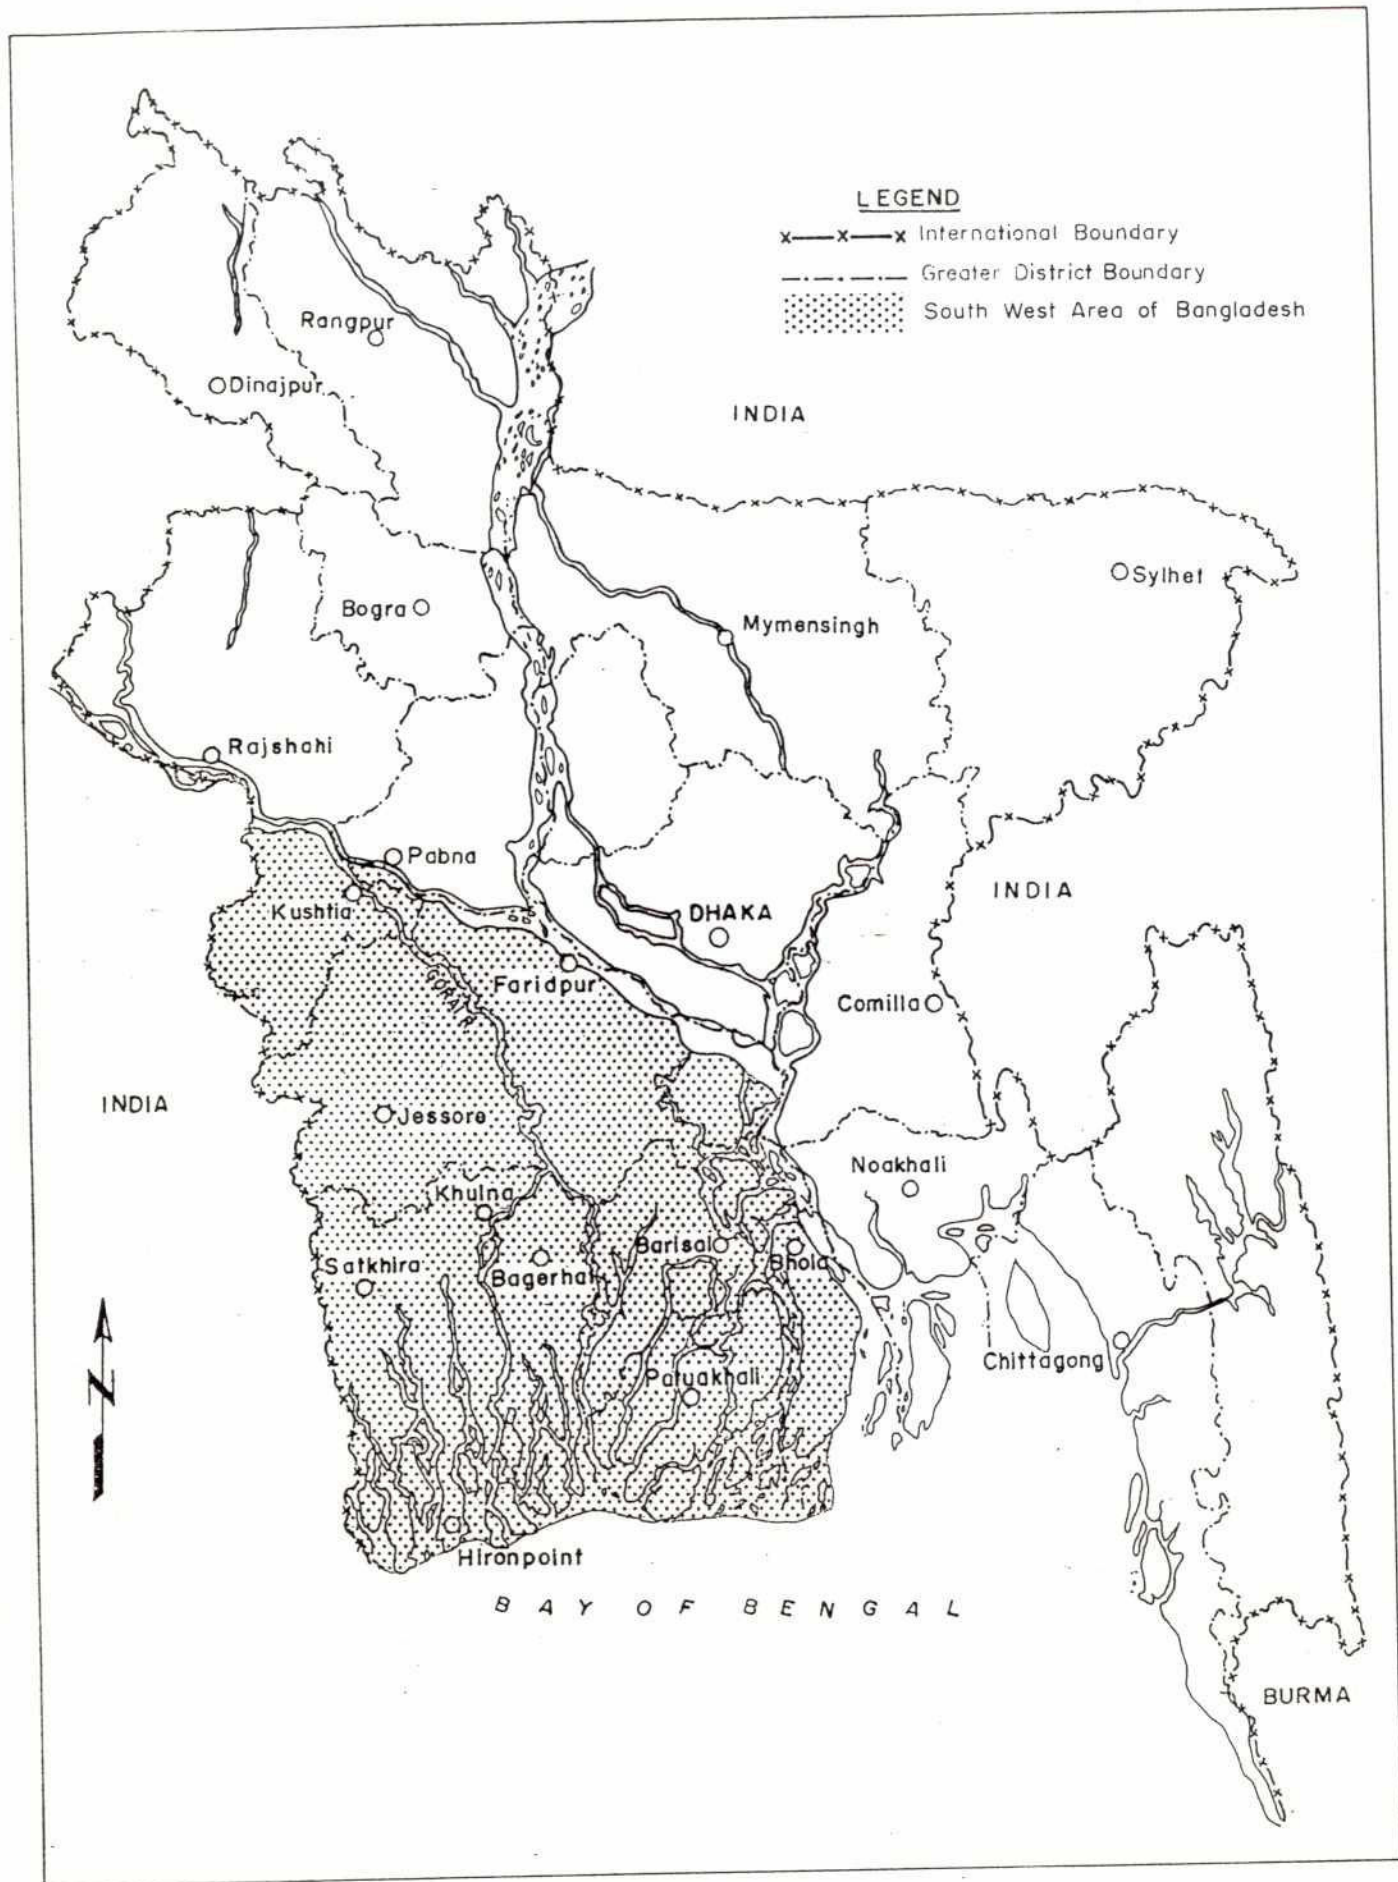 LEGEND
International Boundary
Greater District Boundary
South West Area of Bangladesh
Rangpur
Dinajpur
INDIA
Sylhet
Bogra
Mymensingh
Rajshahi
Pabna
Kushtia
DHAKA
INDIA
Faridpur
GORAI R.
Comilla
INDIA
Jessore
Noakhali
Khulna
Barisal
Bhola
Satkhira
Bagerhat
Chittagong
Patuakhali
N
Hironpoint
BAY OF BENGAL
BURMA